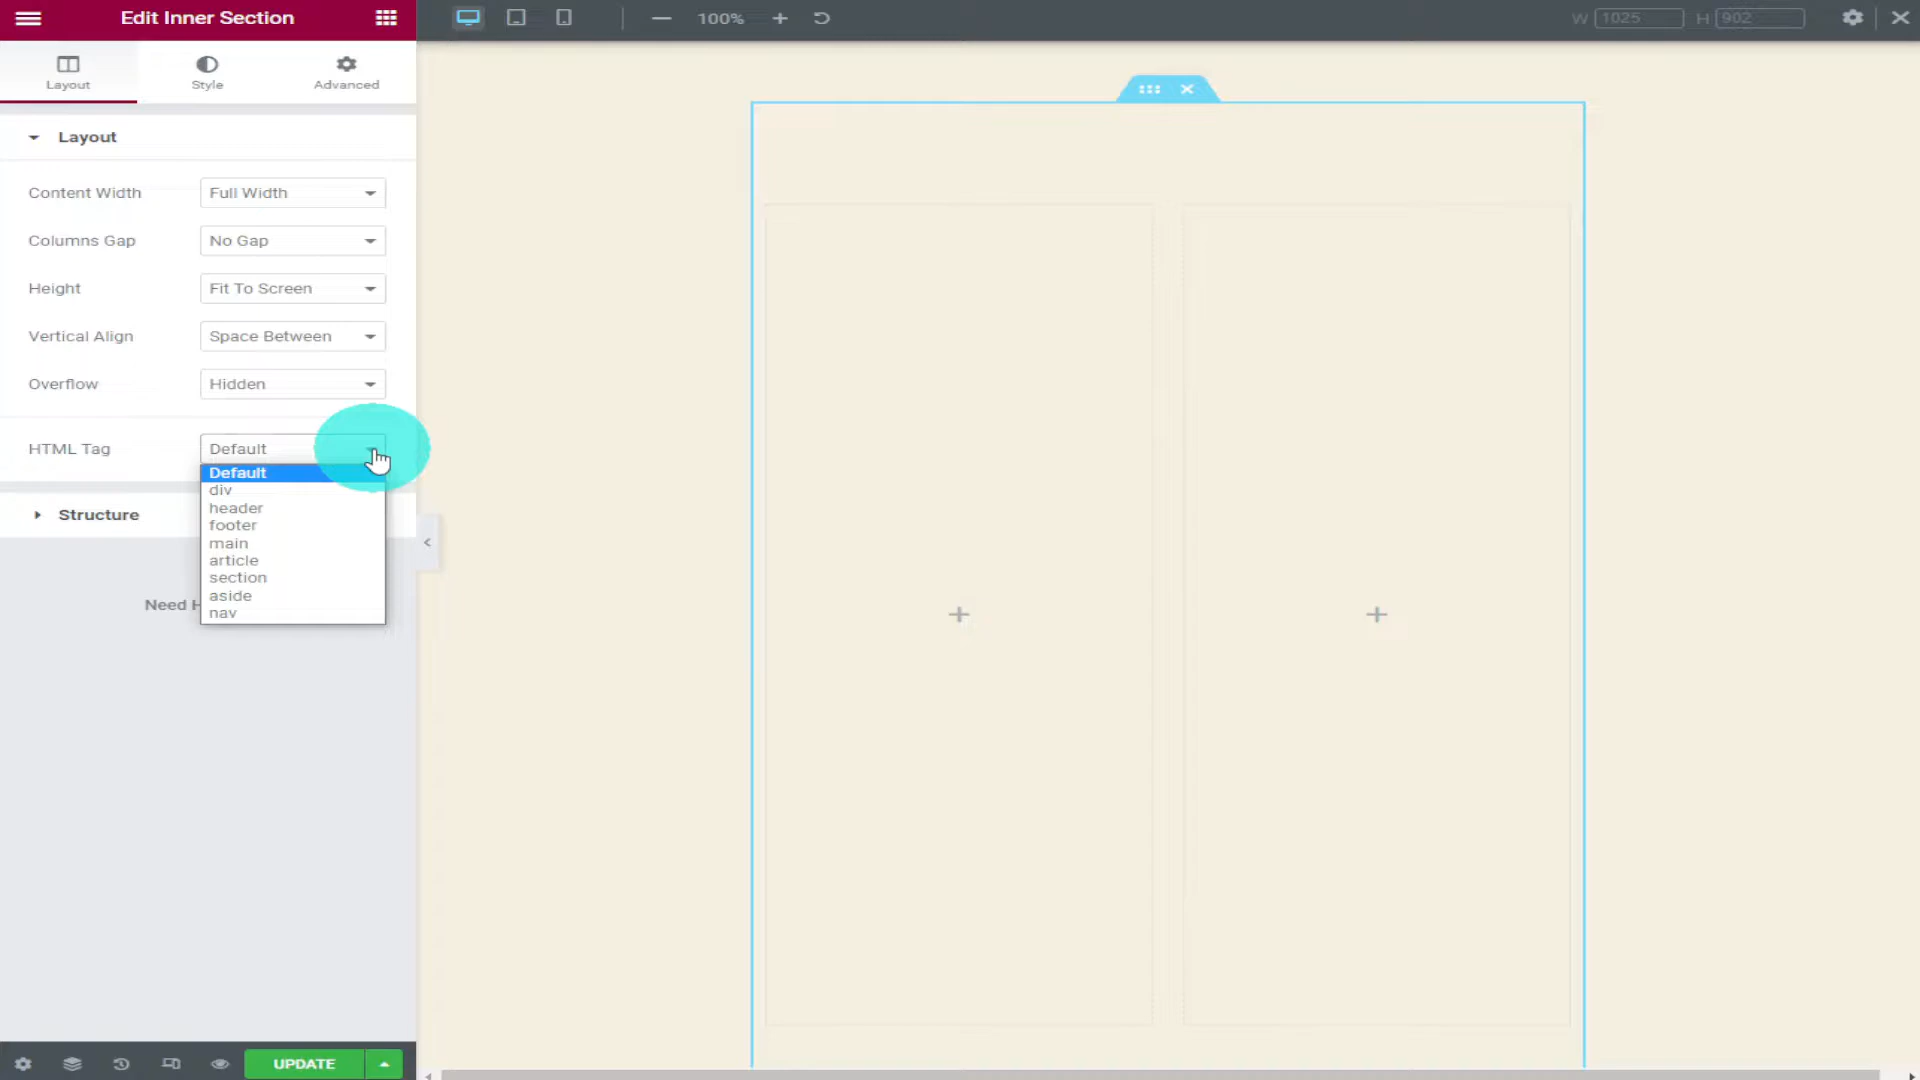 Edit Inner Section
100%
W 1025 H 902
Layout
Style
Advanced
Layout
Content Width Full Width
Columns Gap No Gap
Height Fit To Screen
Vertical Align Space Between
Overflow Hidden
HTML Tag Default
Default
div
header
footer
main
article
section
aside
nav
Structure
Need
UPDATE